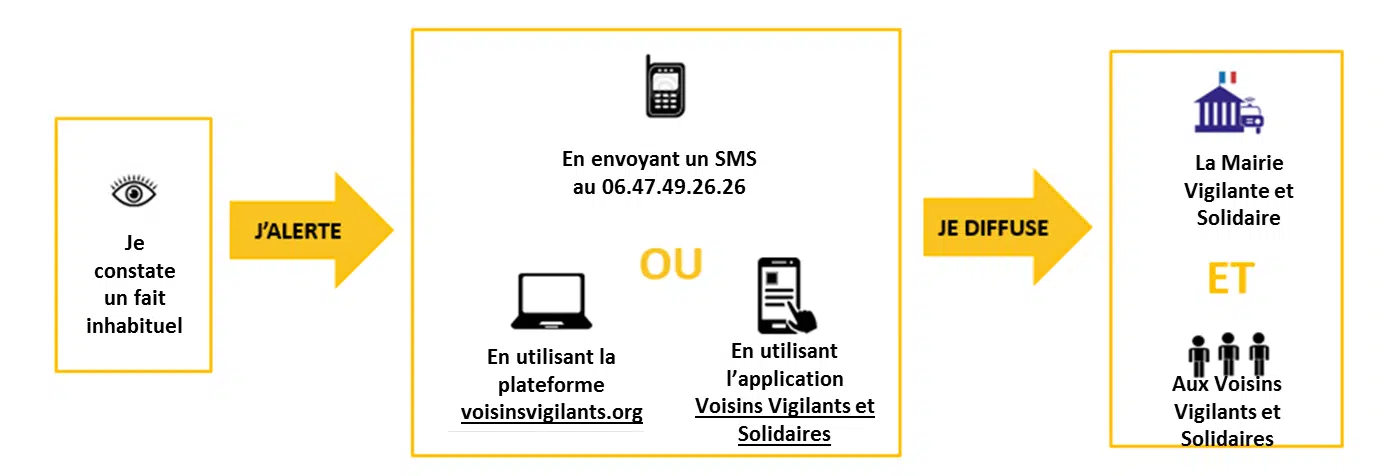 Je
constate
un fait
inhabituel
J'ALERTE
En envoyant un SMS
au 06.47.49.26.26
OU
En utilisant la
plateforme
voisinsvigilants.org
En utilisant
l'application
Voisins Vigilants et
Solidaires
JE DIFFUSE
La Mairie
Vigilante et
Solidaire
ET
Aux Voisins
Vigilants et
Solidaires